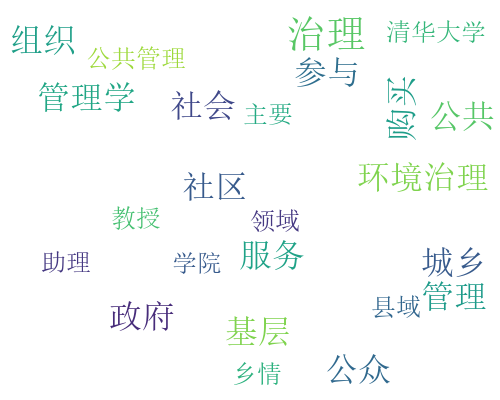 组织
公共管理
治理
清华大学
参与
管理学
社会
主要
购买
公共
社区
环境治理
教授
领域
助理
学院
服务
城乡
管理
县域
政府
基层
乡情
公众